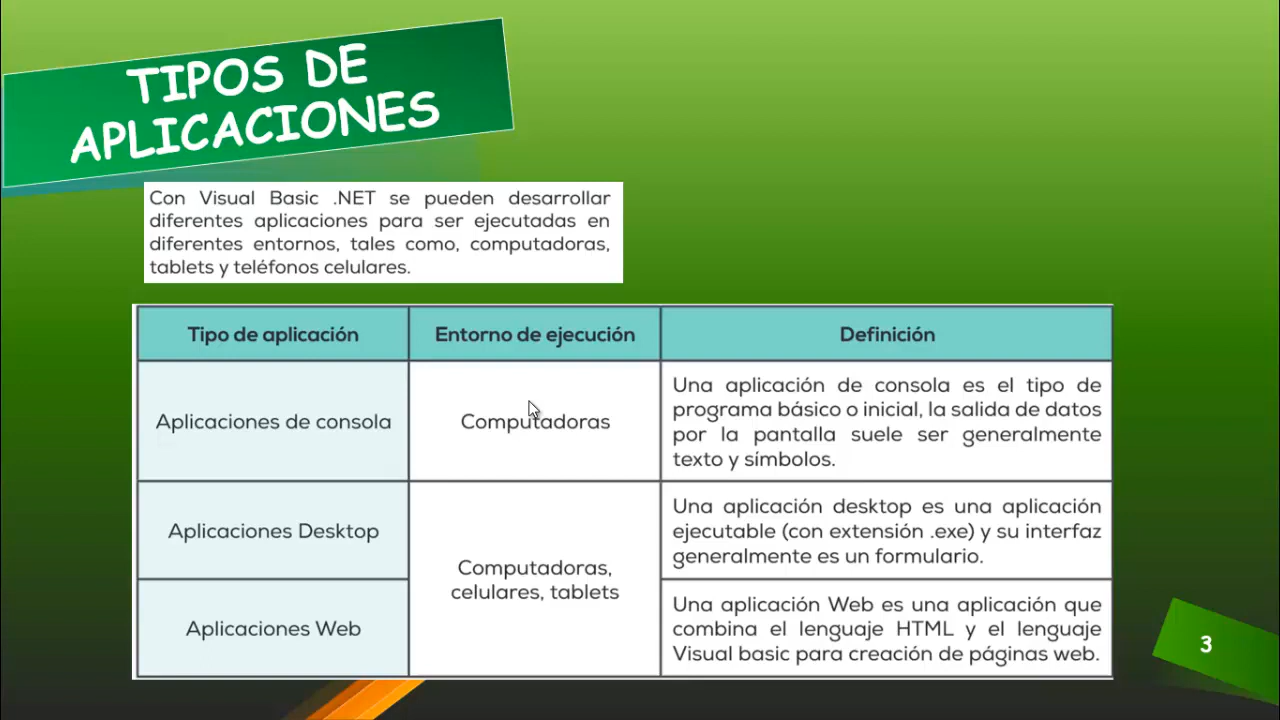 TIPOS DE
APLICACIONES
Con Visual Basic .NET se pueden desarrollar
diferentes aplicaciones para ser ejecutadas en
diferentes entornos, tales como, computadoras,
tablets y teléfonos celulares.
Tipo de aplicación
Entorno de ejecución
Definición
Aplicaciones de consola
Computadoras
Una aplicación de consola es el tipo de
programa básico o inicial, la salida de datos
por la pantalla suele ser generalmente
texto y símbolos.
Aplicaciones Desktop
Computadoras,
celulares, tablets
Una aplicación desktop es una aplicación
ejecutable (con extensión .exe) y su interfaz
generalmente es un formulario.
Aplicaciones Web
Una aplicación Web es una aplicación que
combina el lenguaje HTML y el lenguaje
Visual basic para creación de páginas web.
3